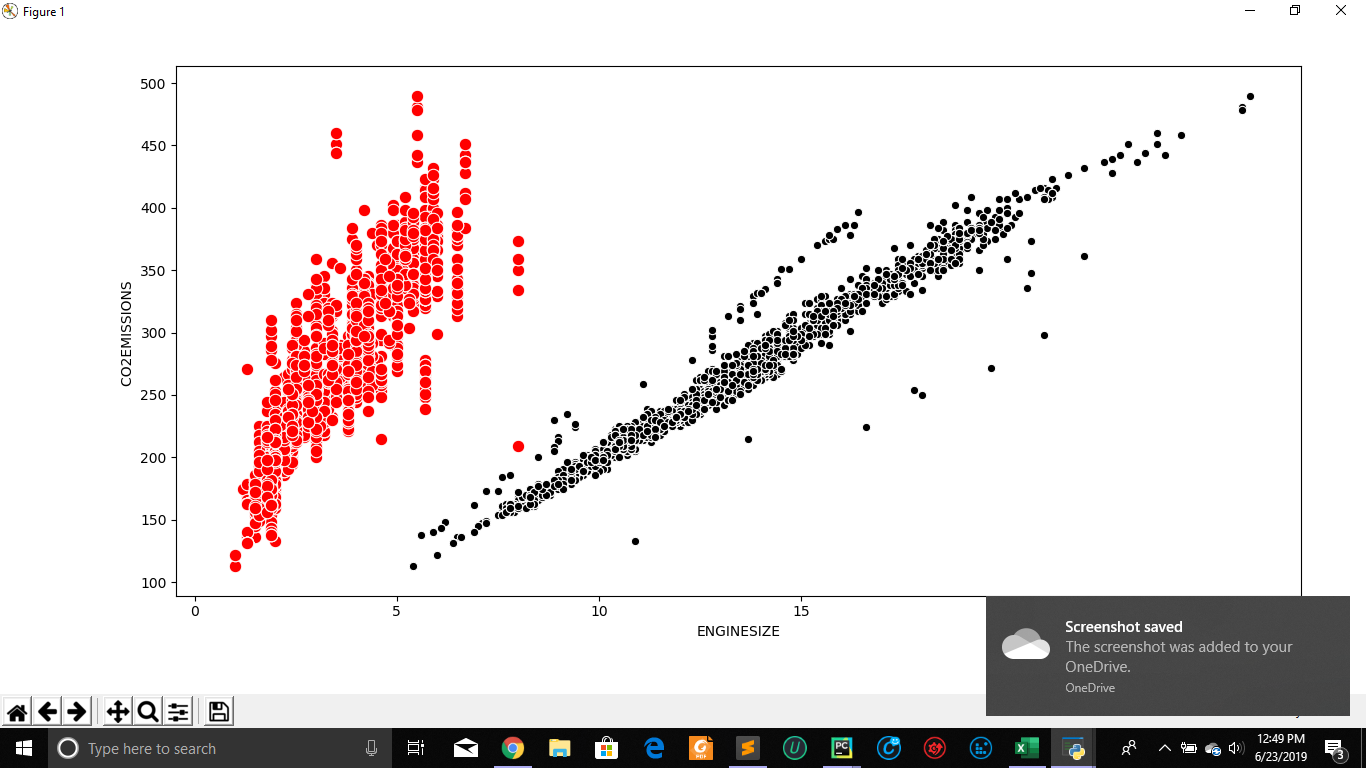 Figure 1
500
450
400
350
300
250
200
150
100
CO2EMISSIONS
0 5 10 15
ENGINESIZE
Screenshot saved
The screenshot was added to your
OneDrive.
OneDrive
Type here to search
PC
12:49 PM
6/23/2019
3